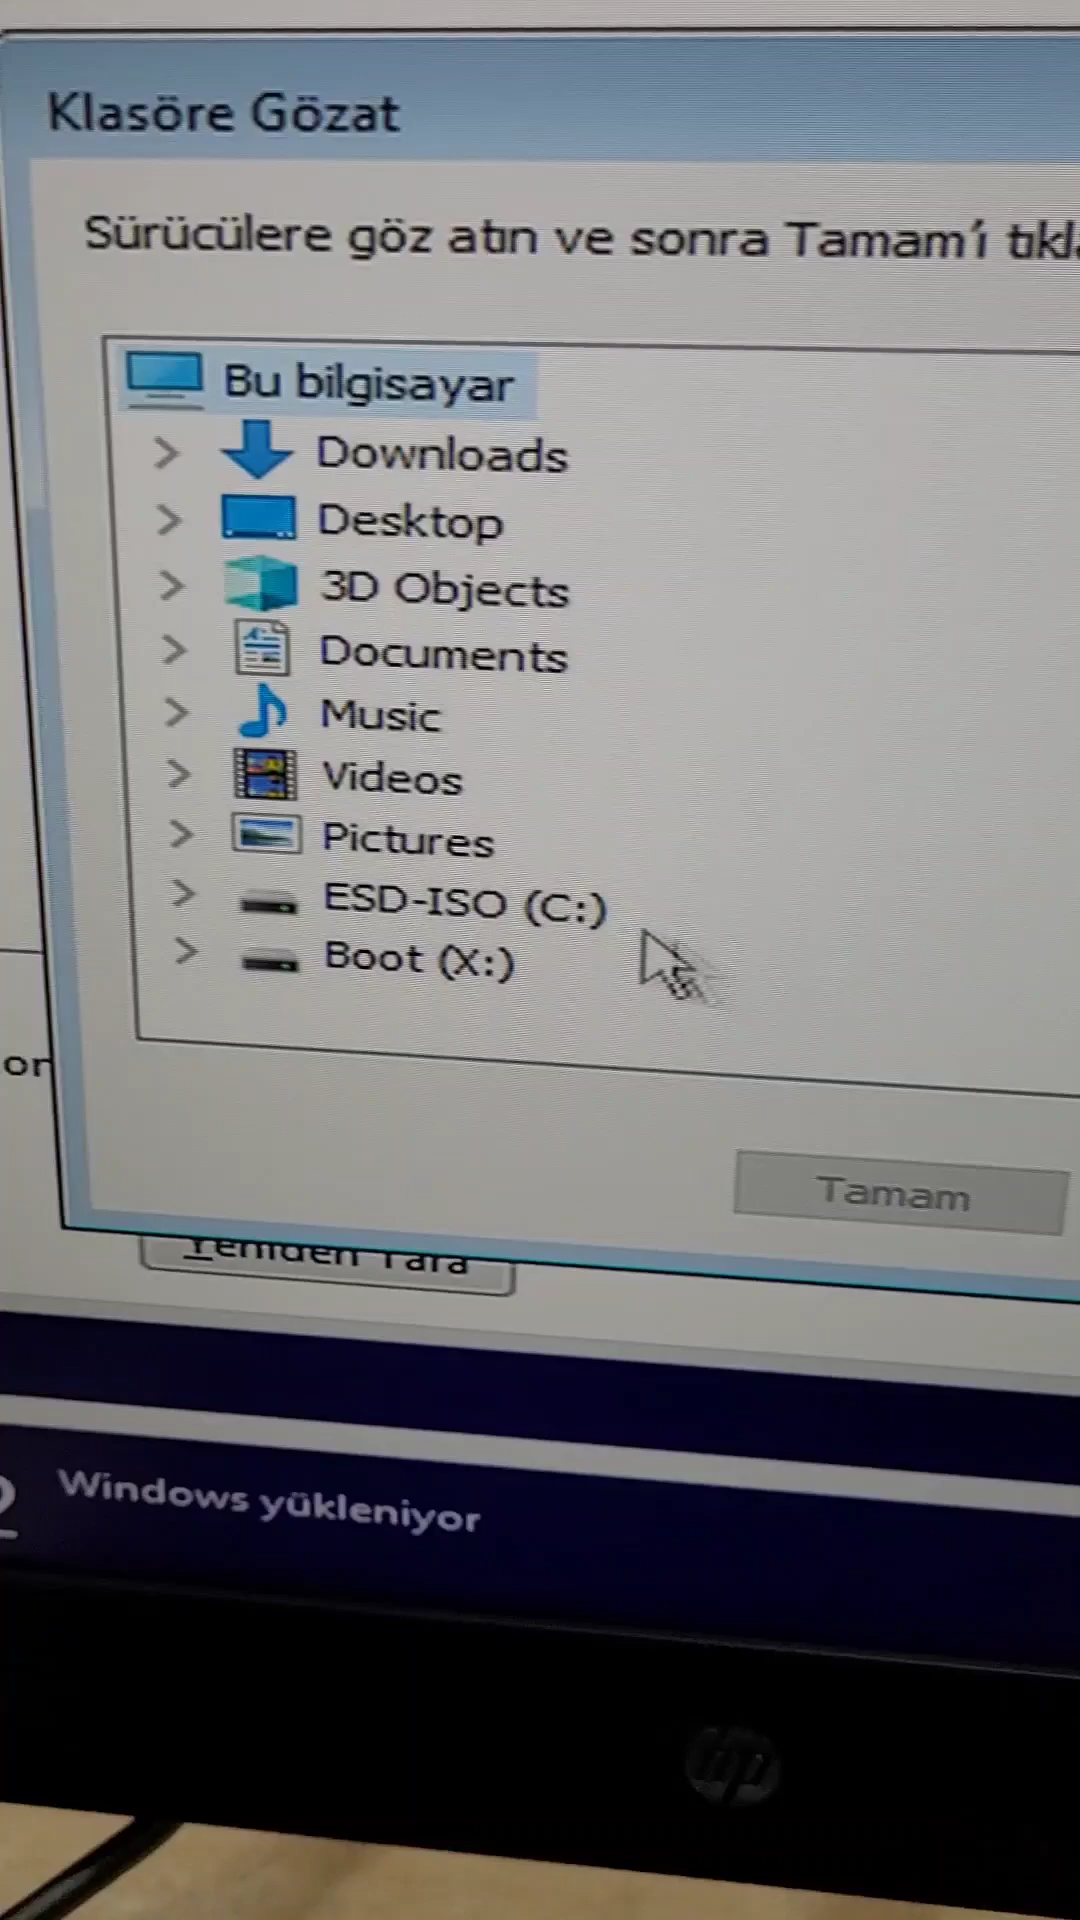 Klasöre Gözat
Sürücülere göz atın ve sonra Tamam'ı
Bu bilgisayar
Downloads
Desktop
3D Objects
Documents
Music
Videos
Pictures
ESD-ISO (C:)
Boot (X:)
Tamam
Yeniden Tara
Windows yükleniyor
hp